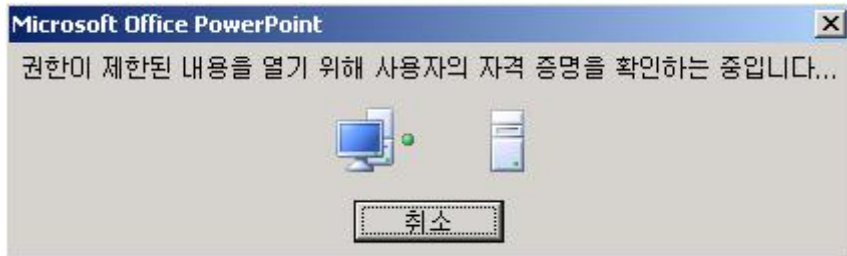 Microsoft Office PowerPoint
권한이 제한된 내용을 열기 위해 사용자의 자격 증명을 확인하는 중입니다...
취소